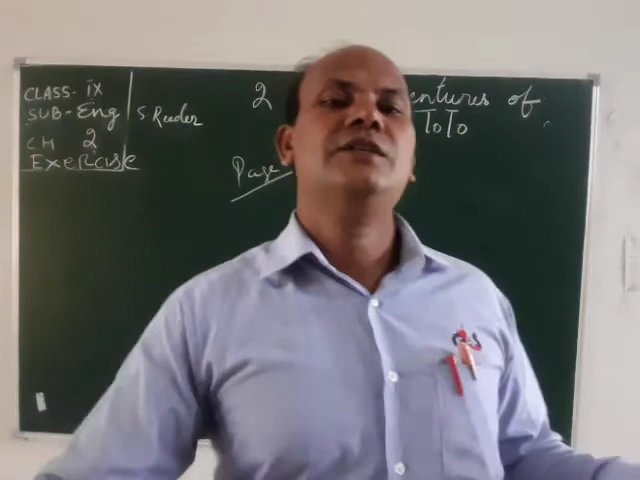 CLASS- IX
SUB- Eng S. Reader
CH 2
Exercise
2 entures of
ToTo
Page